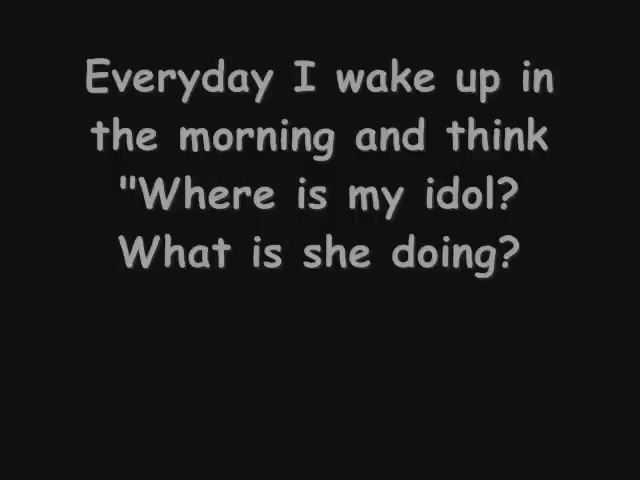 Everyday I wake up in
the morning and think
"Where is my idol?
What is she doing?